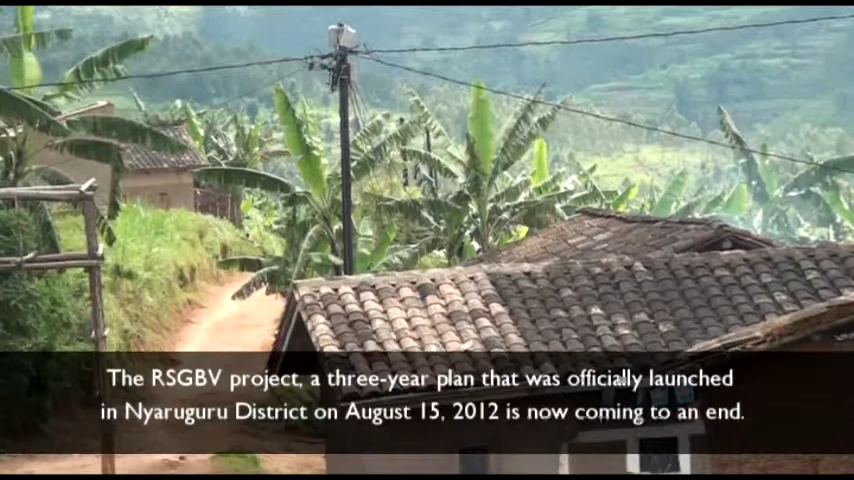 The RSGBV project, a three-year plan that was officially launched
in Nyaruguru District on August 15, 2012 is now coming to an end.